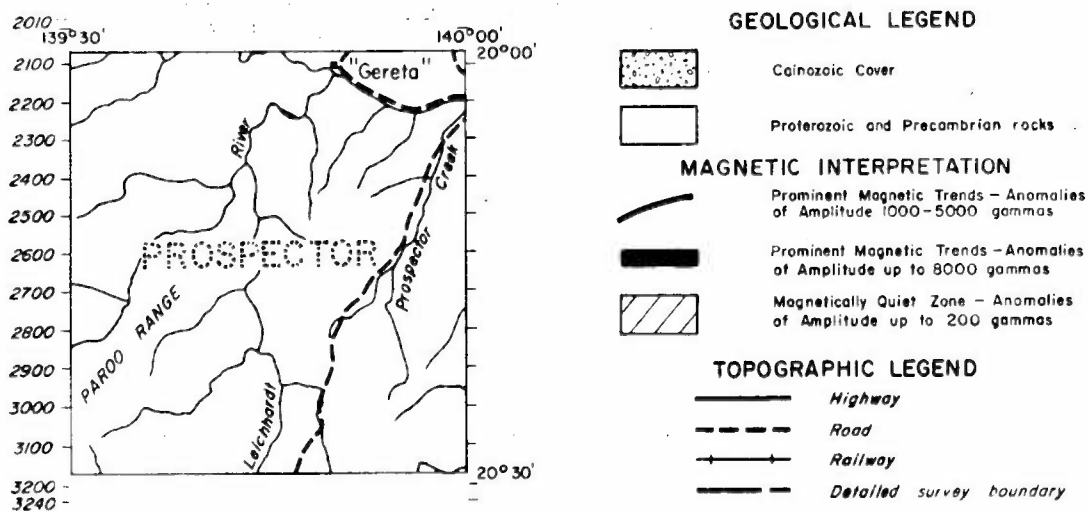 2010
139° 30'
140° 00'
20° 00'
2100
2200
2300
2400
2500
2600
2700
2800
2900
3000
3100
3200
3240
20° 30'
"Gereta"
River
Creek
PROSPECTOR
Prospector
PAROO RANGE
Leichhardt
GEOLOGICAL LEGEND
Cainozoic Cover
Proterozoic and Precambrian rocks
MAGNETIC INTERPRETATION
Prominent Magnetic Trends – Anomalies
of Amplitude 1000-5000 gammas
Prominent Magnetic Trends – Anomalies
of Amplitude up to 8000 gammas
Magnetically Quiet Zone – Anomalies
of Amplitude up to 200 gammas
TOPOGRAPHIC LEGEND
Highway
Road
Railway
Detailed survey boundary